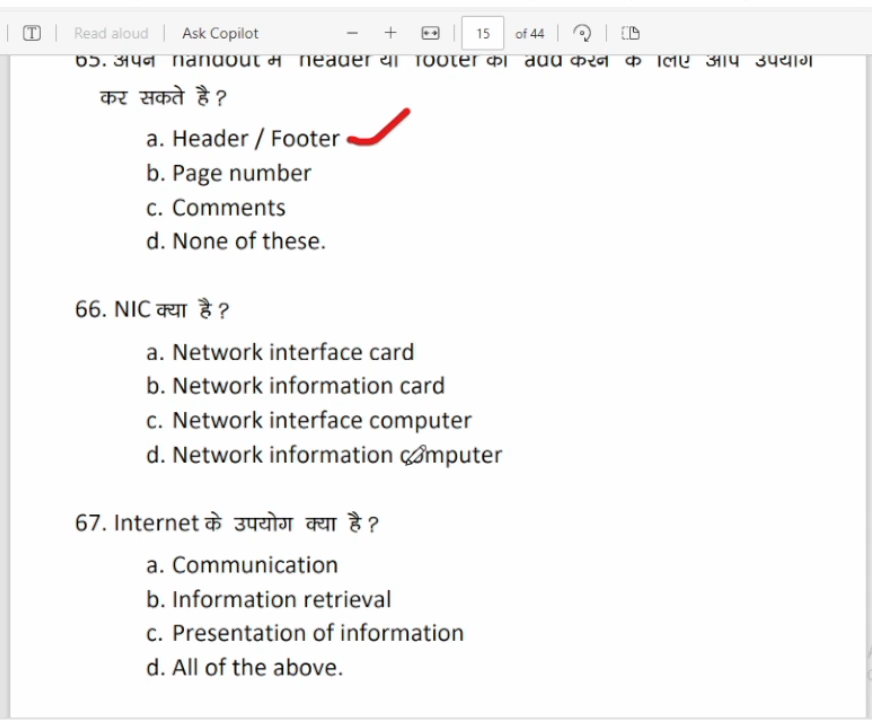 Read aloud Ask Copilot 15 of 44
65. अपने handout में header या footer को add करने के लिए आप उपयोग
कर सकते है ?
a. Header / Footer
b. Page number
c. Comments
d. None of these.
66. NIC क्या है ?
a. Network interface card
b. Network information card
c. Network interface computer
d. Network information computer
67. Internet के उपयोग क्या है ?
a. Communication
b. Information retrieval
c. Presentation of information
d. All of the above.